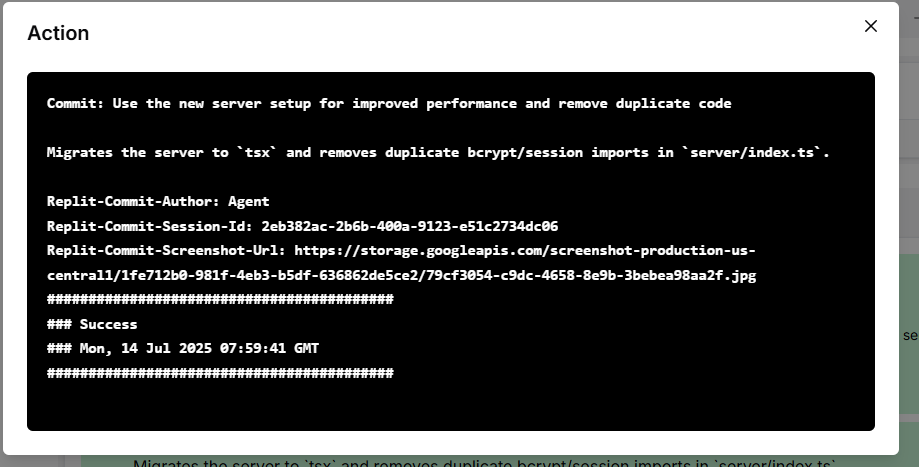 Action
Commit: Use the new server setup for improved performance and remove duplicate code
Migrates the server to `tsx` and removes duplicate bcrypt/session imports in `server/index.ts`.
Replit-Commit-Author: Agent
Replit-Commit-Session-Id: 2eb382ac-2b6b-400a-9123-e51c2734dc06
Replit-Commit-Screenshot-Url: https://storage.googleapis.com/screenshot-production-us-
central1/1fe712b0-981f-4eb3-b5df-636862de5ce2/79cf3054-c9dc-4658-8e9b-3bebea98aa2f.jpg
##########################################
### Success
### Mon, 14 Jul 2025 07:59:41 GMT
##########################################
se
Migrates the server to `tsx` and removes duplicate bcrypt/session imports in `server/index.ts`